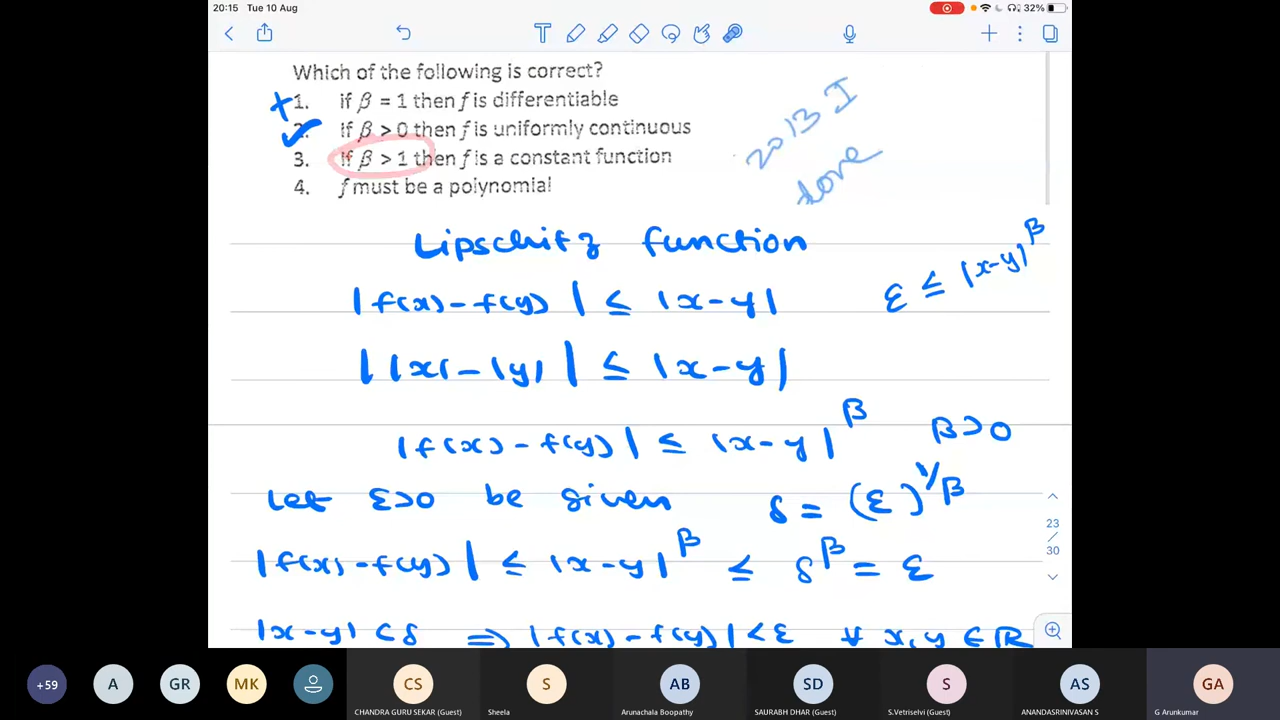 20:15 Tue 10 Aug
32%
Which of the following is correct?
1. if β = 1 then f is differentiable
2. if β > 0 then f is uniformly continuous
3. if β > 1 then f is a constant function
4. f must be a polynomial
2013 I
done
Lipschitz function
|f(x) - f(y)| ≤ |x-y|
ε ≤ |x-y|^β
||x| - |y|| ≤ |x-y|
|f(x) - f(y)| ≤ |x-y|^β β>0
Let ε>0 be given δ = (ε)^1/β
|f(x) - f(y)| ≤ |x-y|^β ≤ δ^β = ε
|x-y| < δ ⇒ |f(x) - f(y)| < ε ∀ x,y ∈ ℝ
23
/
30
+59
A
GR
MK
CS
S
AB
SD
S
AS
GA
CHANDRA GURU SEKAR (Guest)
Sheela
Arunachala Boopathy
SAURABH DHAR (Guest)
S.Vetriselvi (Guest)
ANANDASRINIVASAN S
G Arunkumar